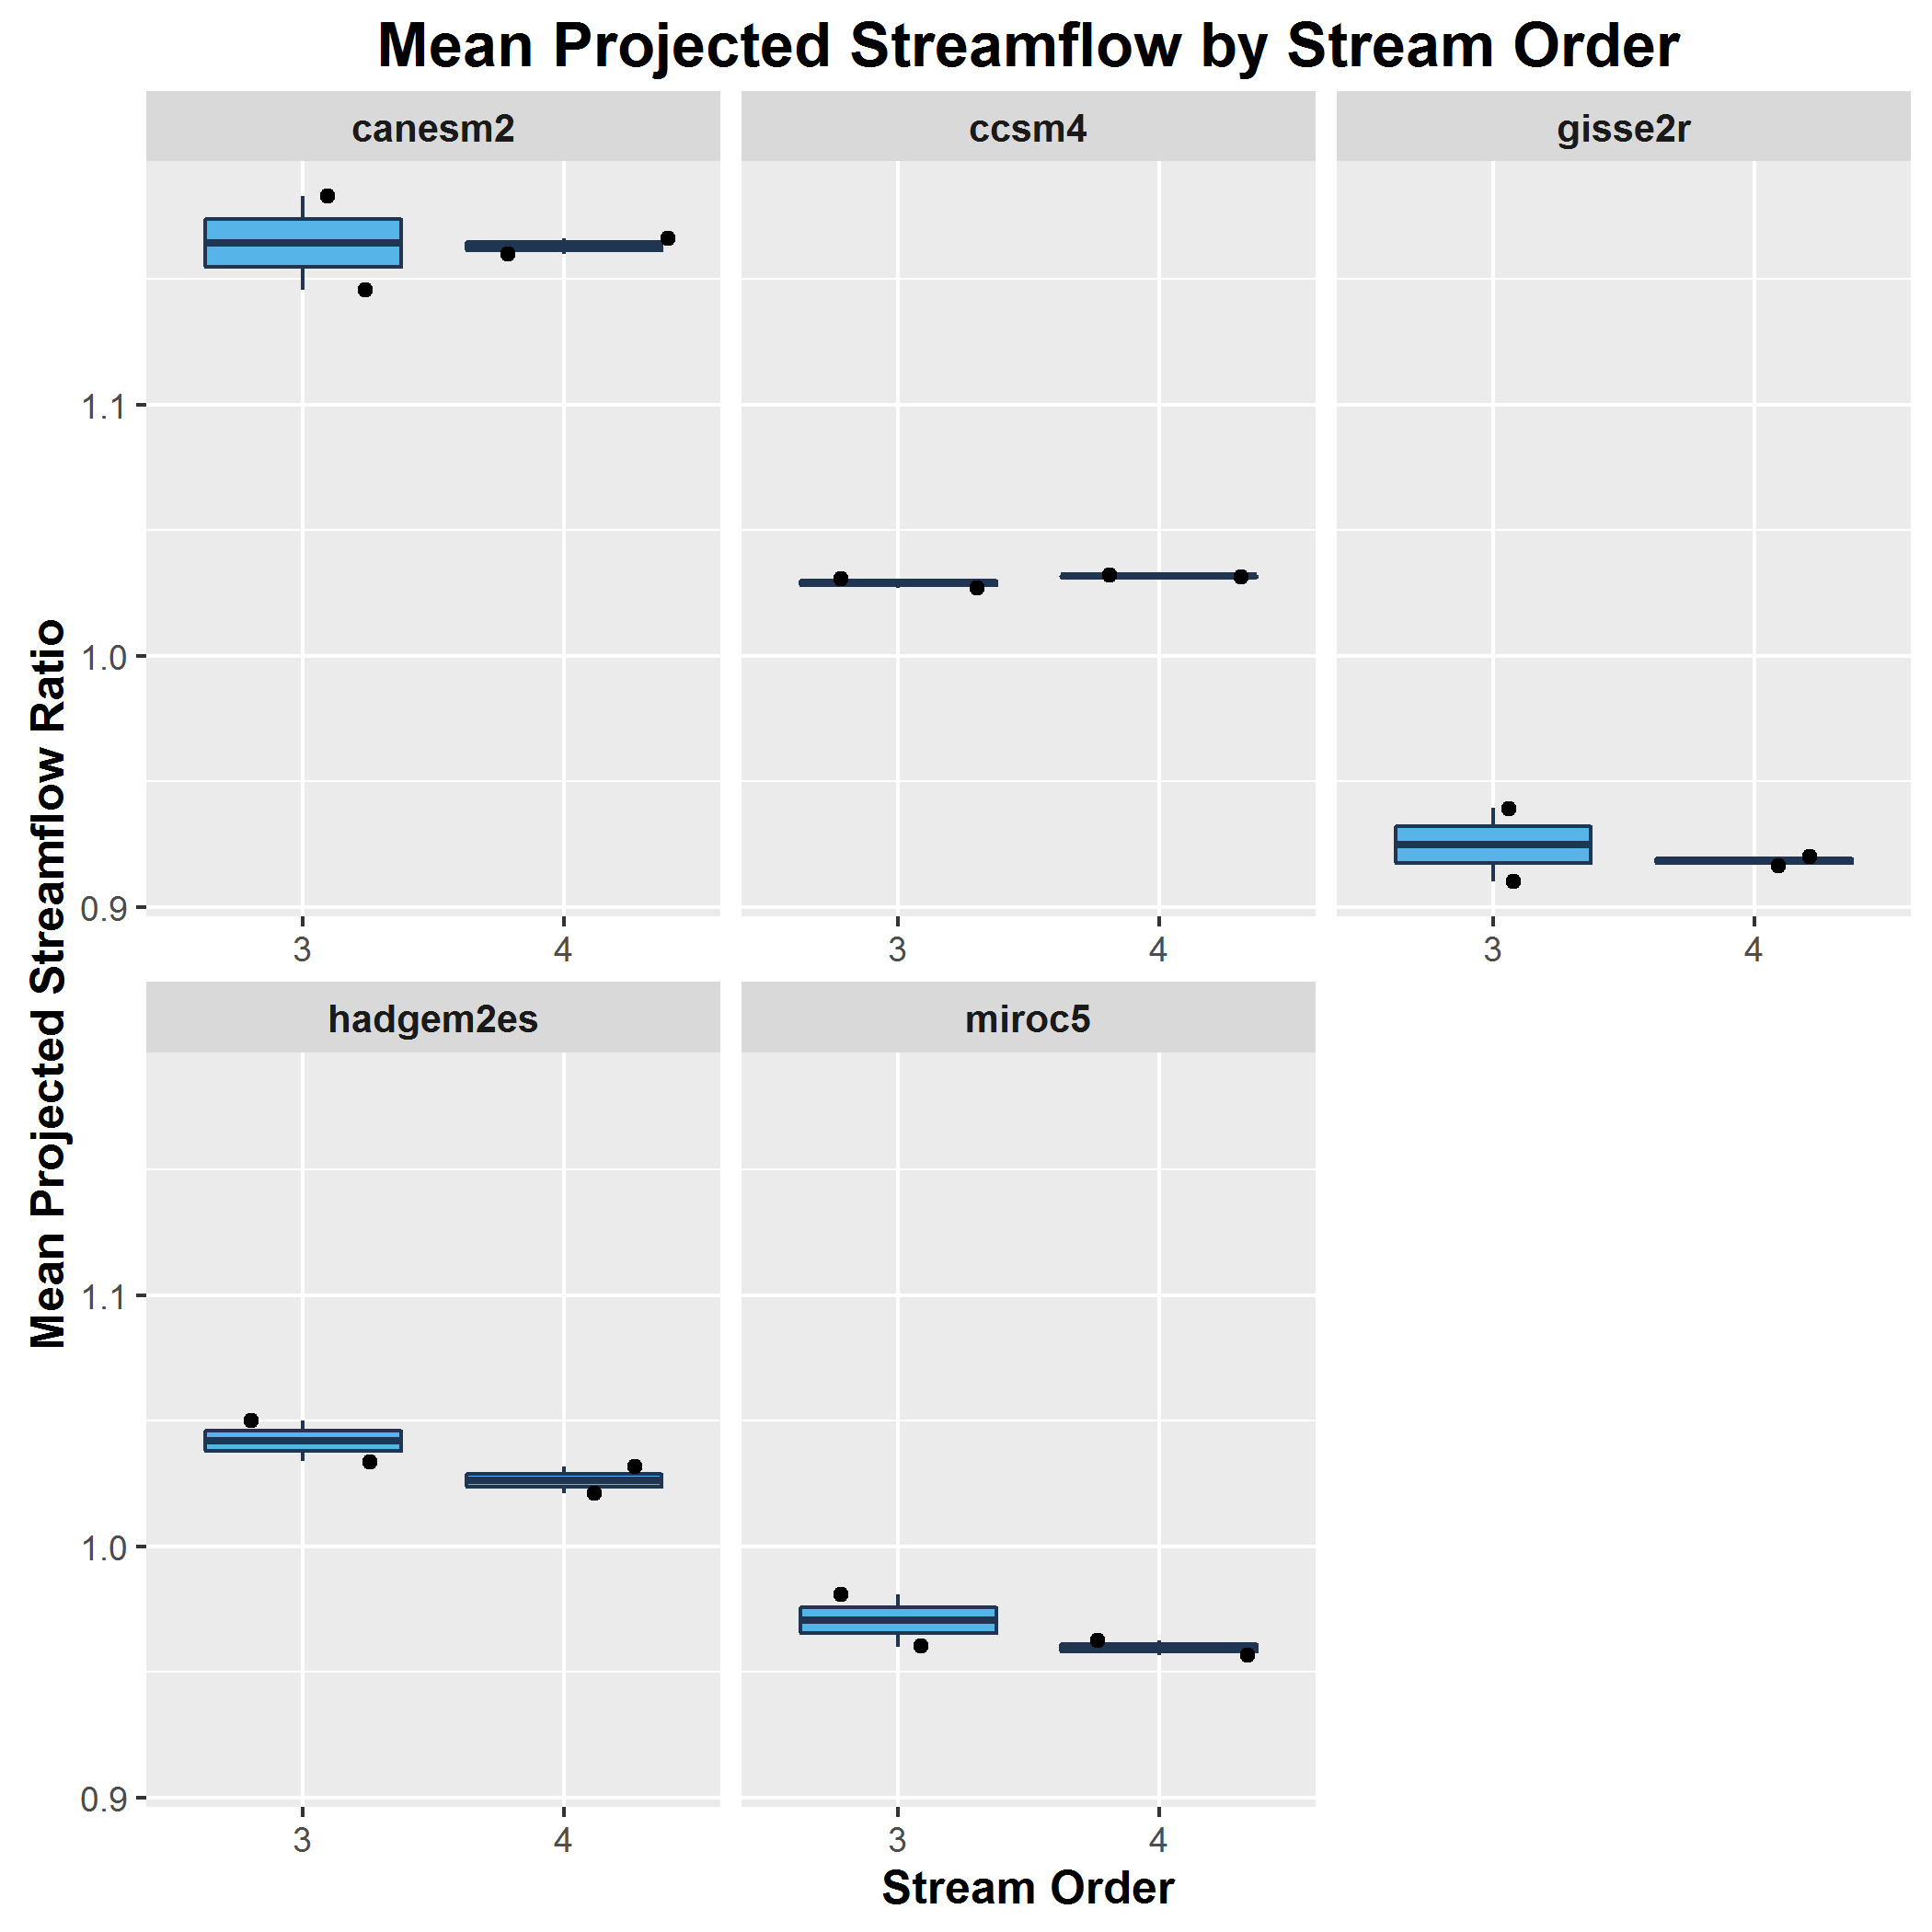 Mean Projected Streamflow by Stream Order
canesm2
ccsm4
gisse2r
1.1
1.0
0.9
3
4
3
4
3
4
hadgem2es
miroc5
1.1
1.0
0.9
3
4
3
4
Mean Projected Streamflow Ratio
Stream Order